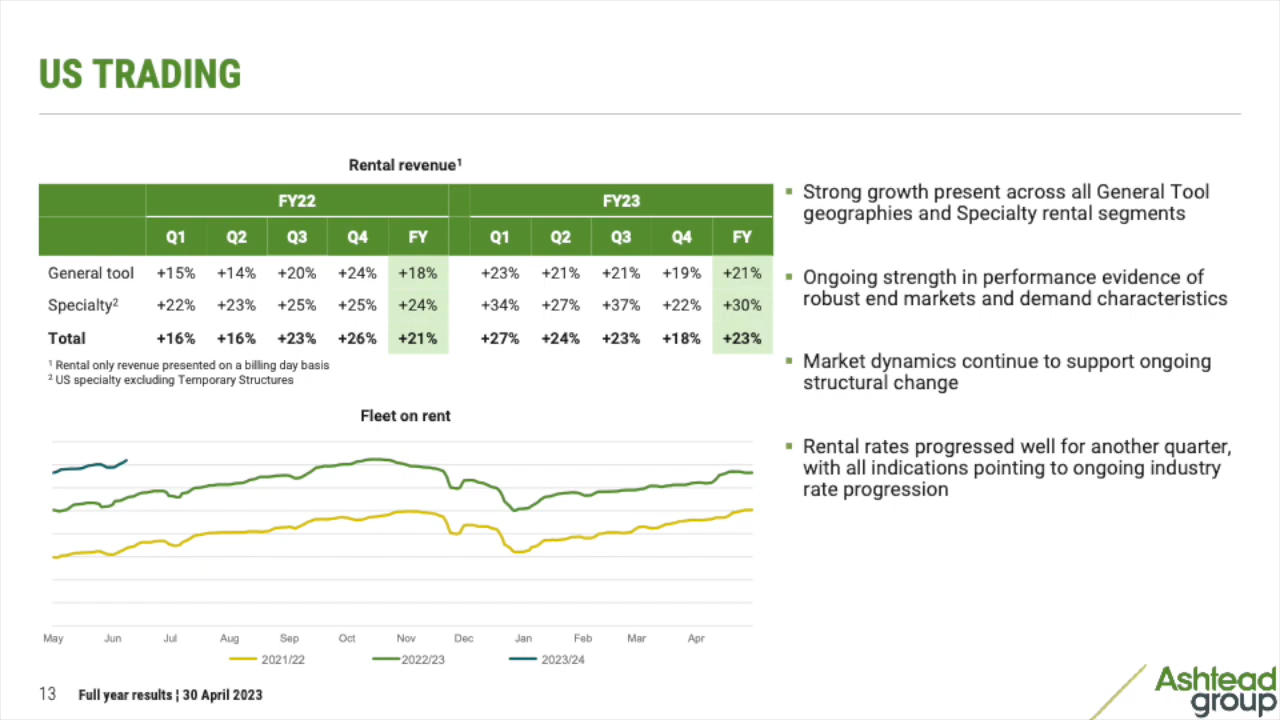 US TRADING
Rental revenue¹
FY22 FY23
Q1 Q2 Q3 Q4 FY Q1 Q2 Q3 Q4 FY
General tool +15% +14% +20% +24% +18% +23% +21% +21% +19% +21%
Specialty² +22% +23% +25% +25% +24% +34% +27% +37% +22% +30%
Total +16% +16% +23% +26% +21% +27% +24% +23% +18% +23%
¹ Rental only revenue presented on a billing day basis
² US specialty excluding Temporary Structures
Fleet on rent
May Jun Jul Aug Sep Oct Nov Dec Jan Feb Mar Apr
2021/22 2022/23 2023/24
Strong growth present across all General Tool
geographies and Specialty rental segments
Ongoing strength in performance evidence of
robust end markets and demand characteristics
Market dynamics continue to support ongoing
structural change
Rental rates progressed well for another quarter,
with all indications pointing to ongoing industry
rate progression
13 Full year results ¦ 30 April 2023
Ashtead
group